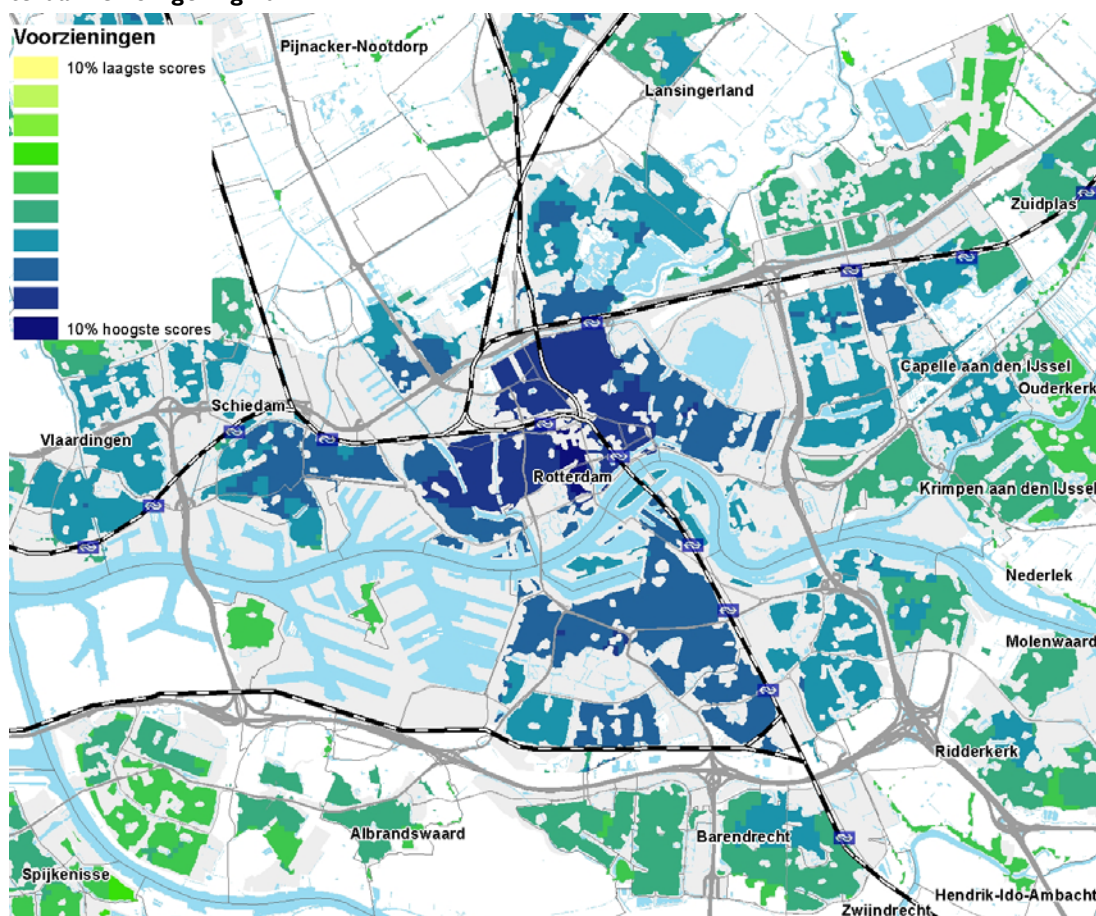 Voorzieningen
10% laagste scores
10% hoogste scores
Pijnacker-Nootdorp
Lansingerland
Zuidplas
Capelle aan den IJssel
Ouderkerk
Schiedam
Vlaardingen
Rotterdam
Krimpen aan den IJssel
Nederlek
Molenwaard
Ridderkerk
Albrandswaard
Barendrecht
Spijkenisse
Hendrik-Ido-Ambacht
Zwijndrecht